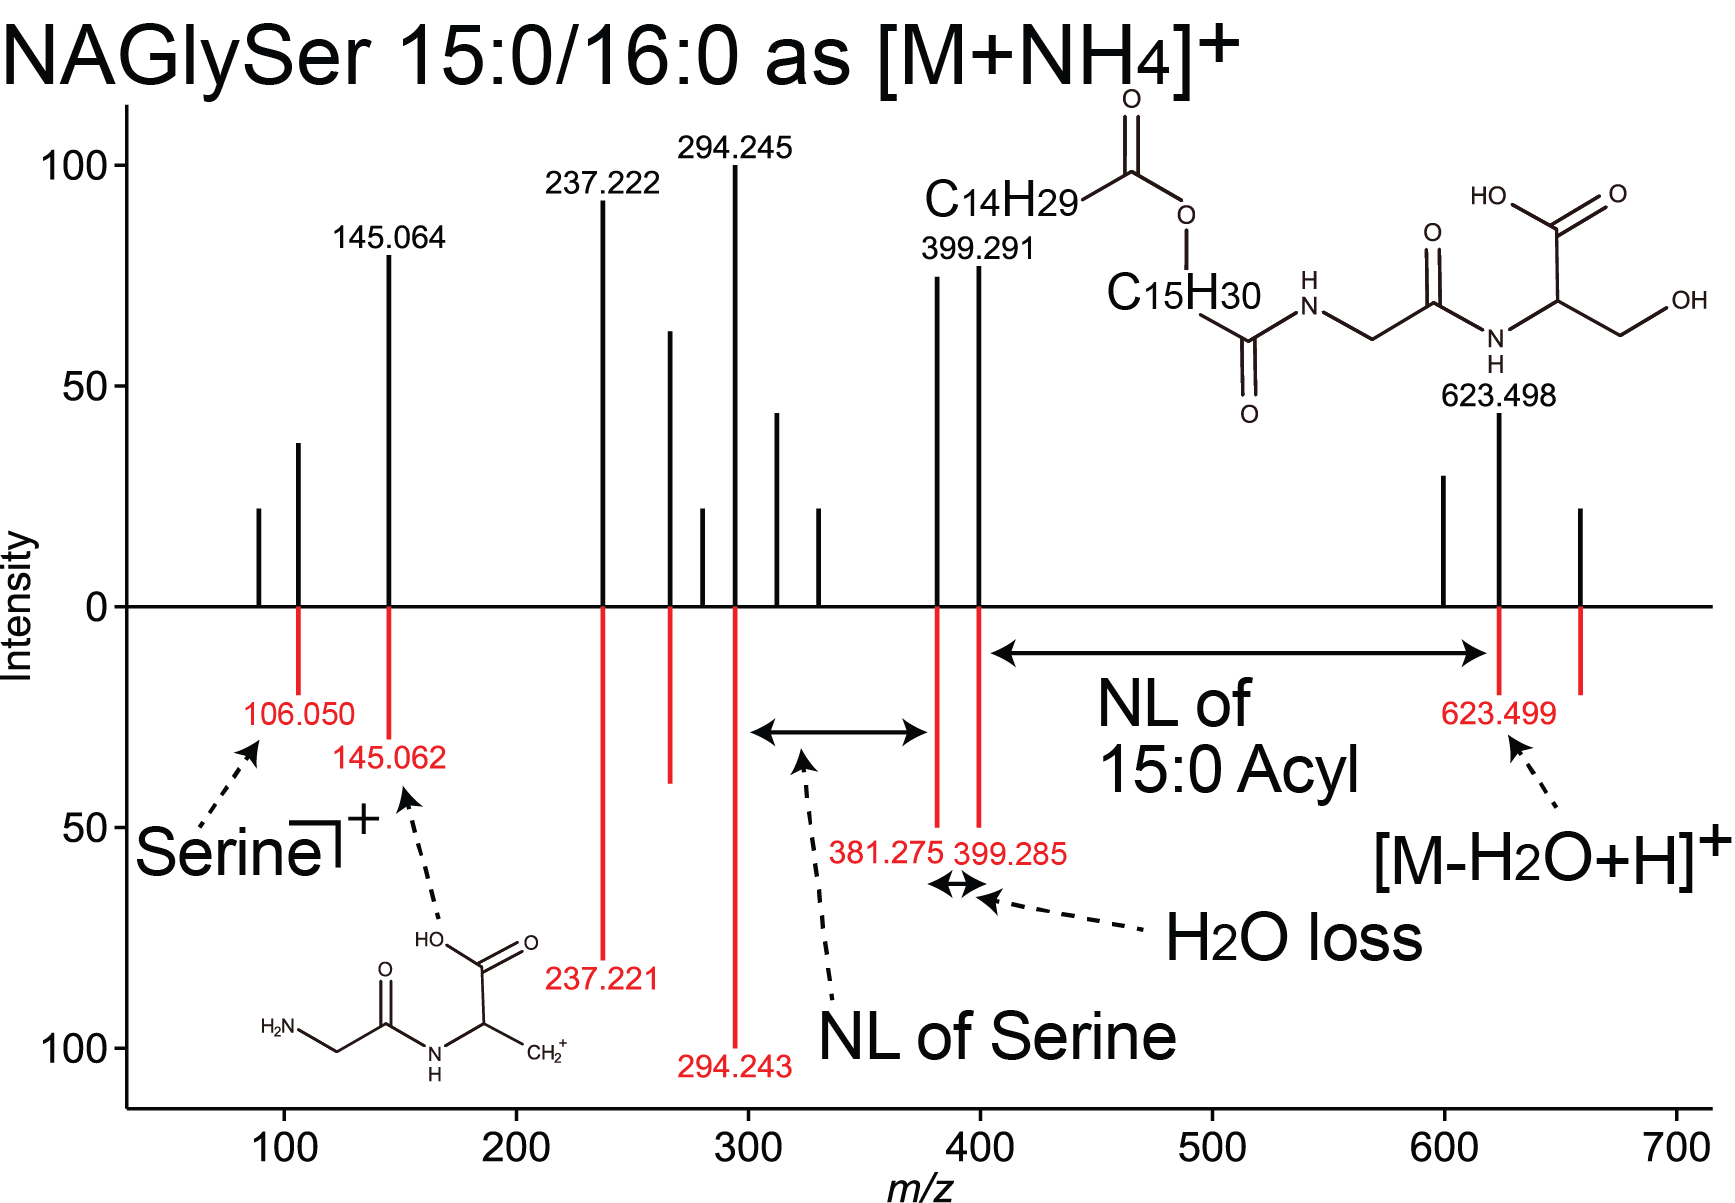 NAGlySer 15:0/16:0 as [M+NH4]+
O
C14H29
O
C15H30
O
H
N
O
N
H
HO
O
OH
294.245
237.222
145.064
399.291
623.498
100
50
0
50
100
Intensity
106.050
145.062
237.221
294.243
381.275
399.285
623.499
NL of
15:0 Acyl
Serine
+
[M-H2O+H]+
H2O loss
NL of Serine
HO
O
O
H2N
N
H
CH2+
100
200
300
400
500
600
700
m/z